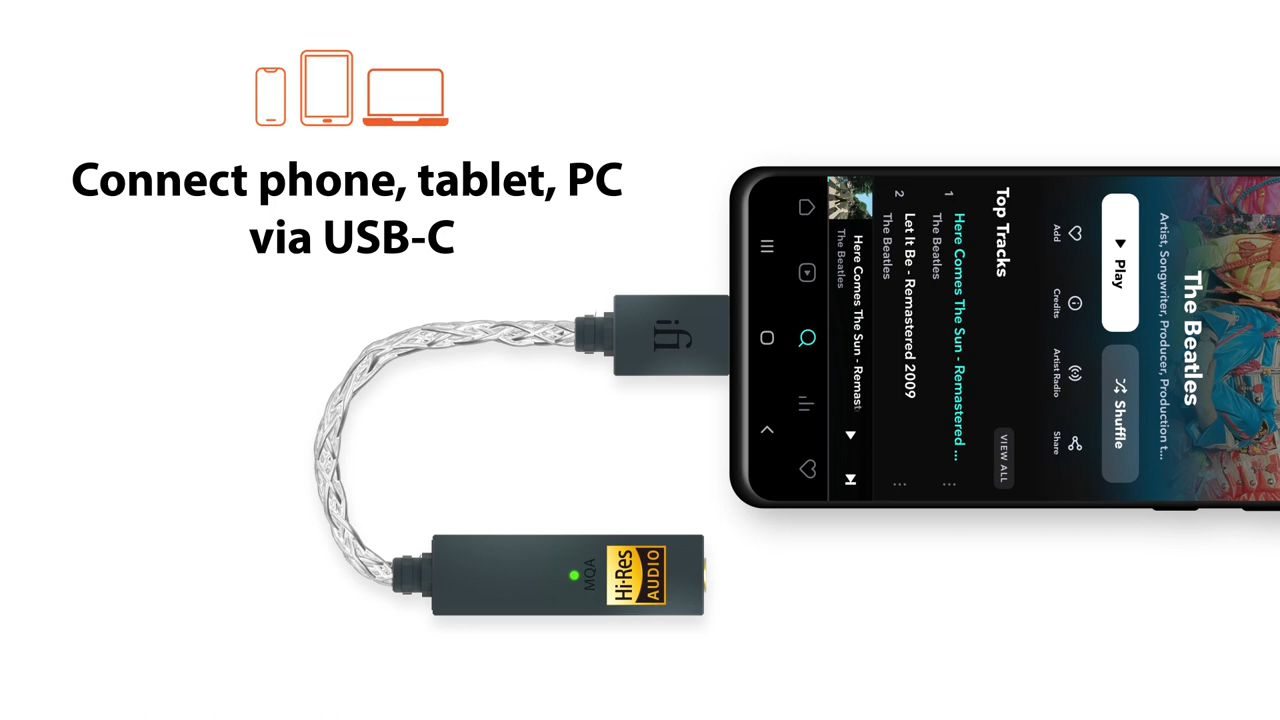 Connect phone, tablet, PC
via USB-C
iFi
MQA
Hi-Res
AUDIO
The Beatles
Artist, Songwriter, Producer, Production t...
Play
Shuffle
Add
Credits
Artist Radio
Share
Top Tracks
VIEW ALL
1
Here Comes The Sun - Remastered ...
The Beatles
2
Let It Be - Remastered 2009
The Beatles
Here Comes The Sun - Remast
The Beatles